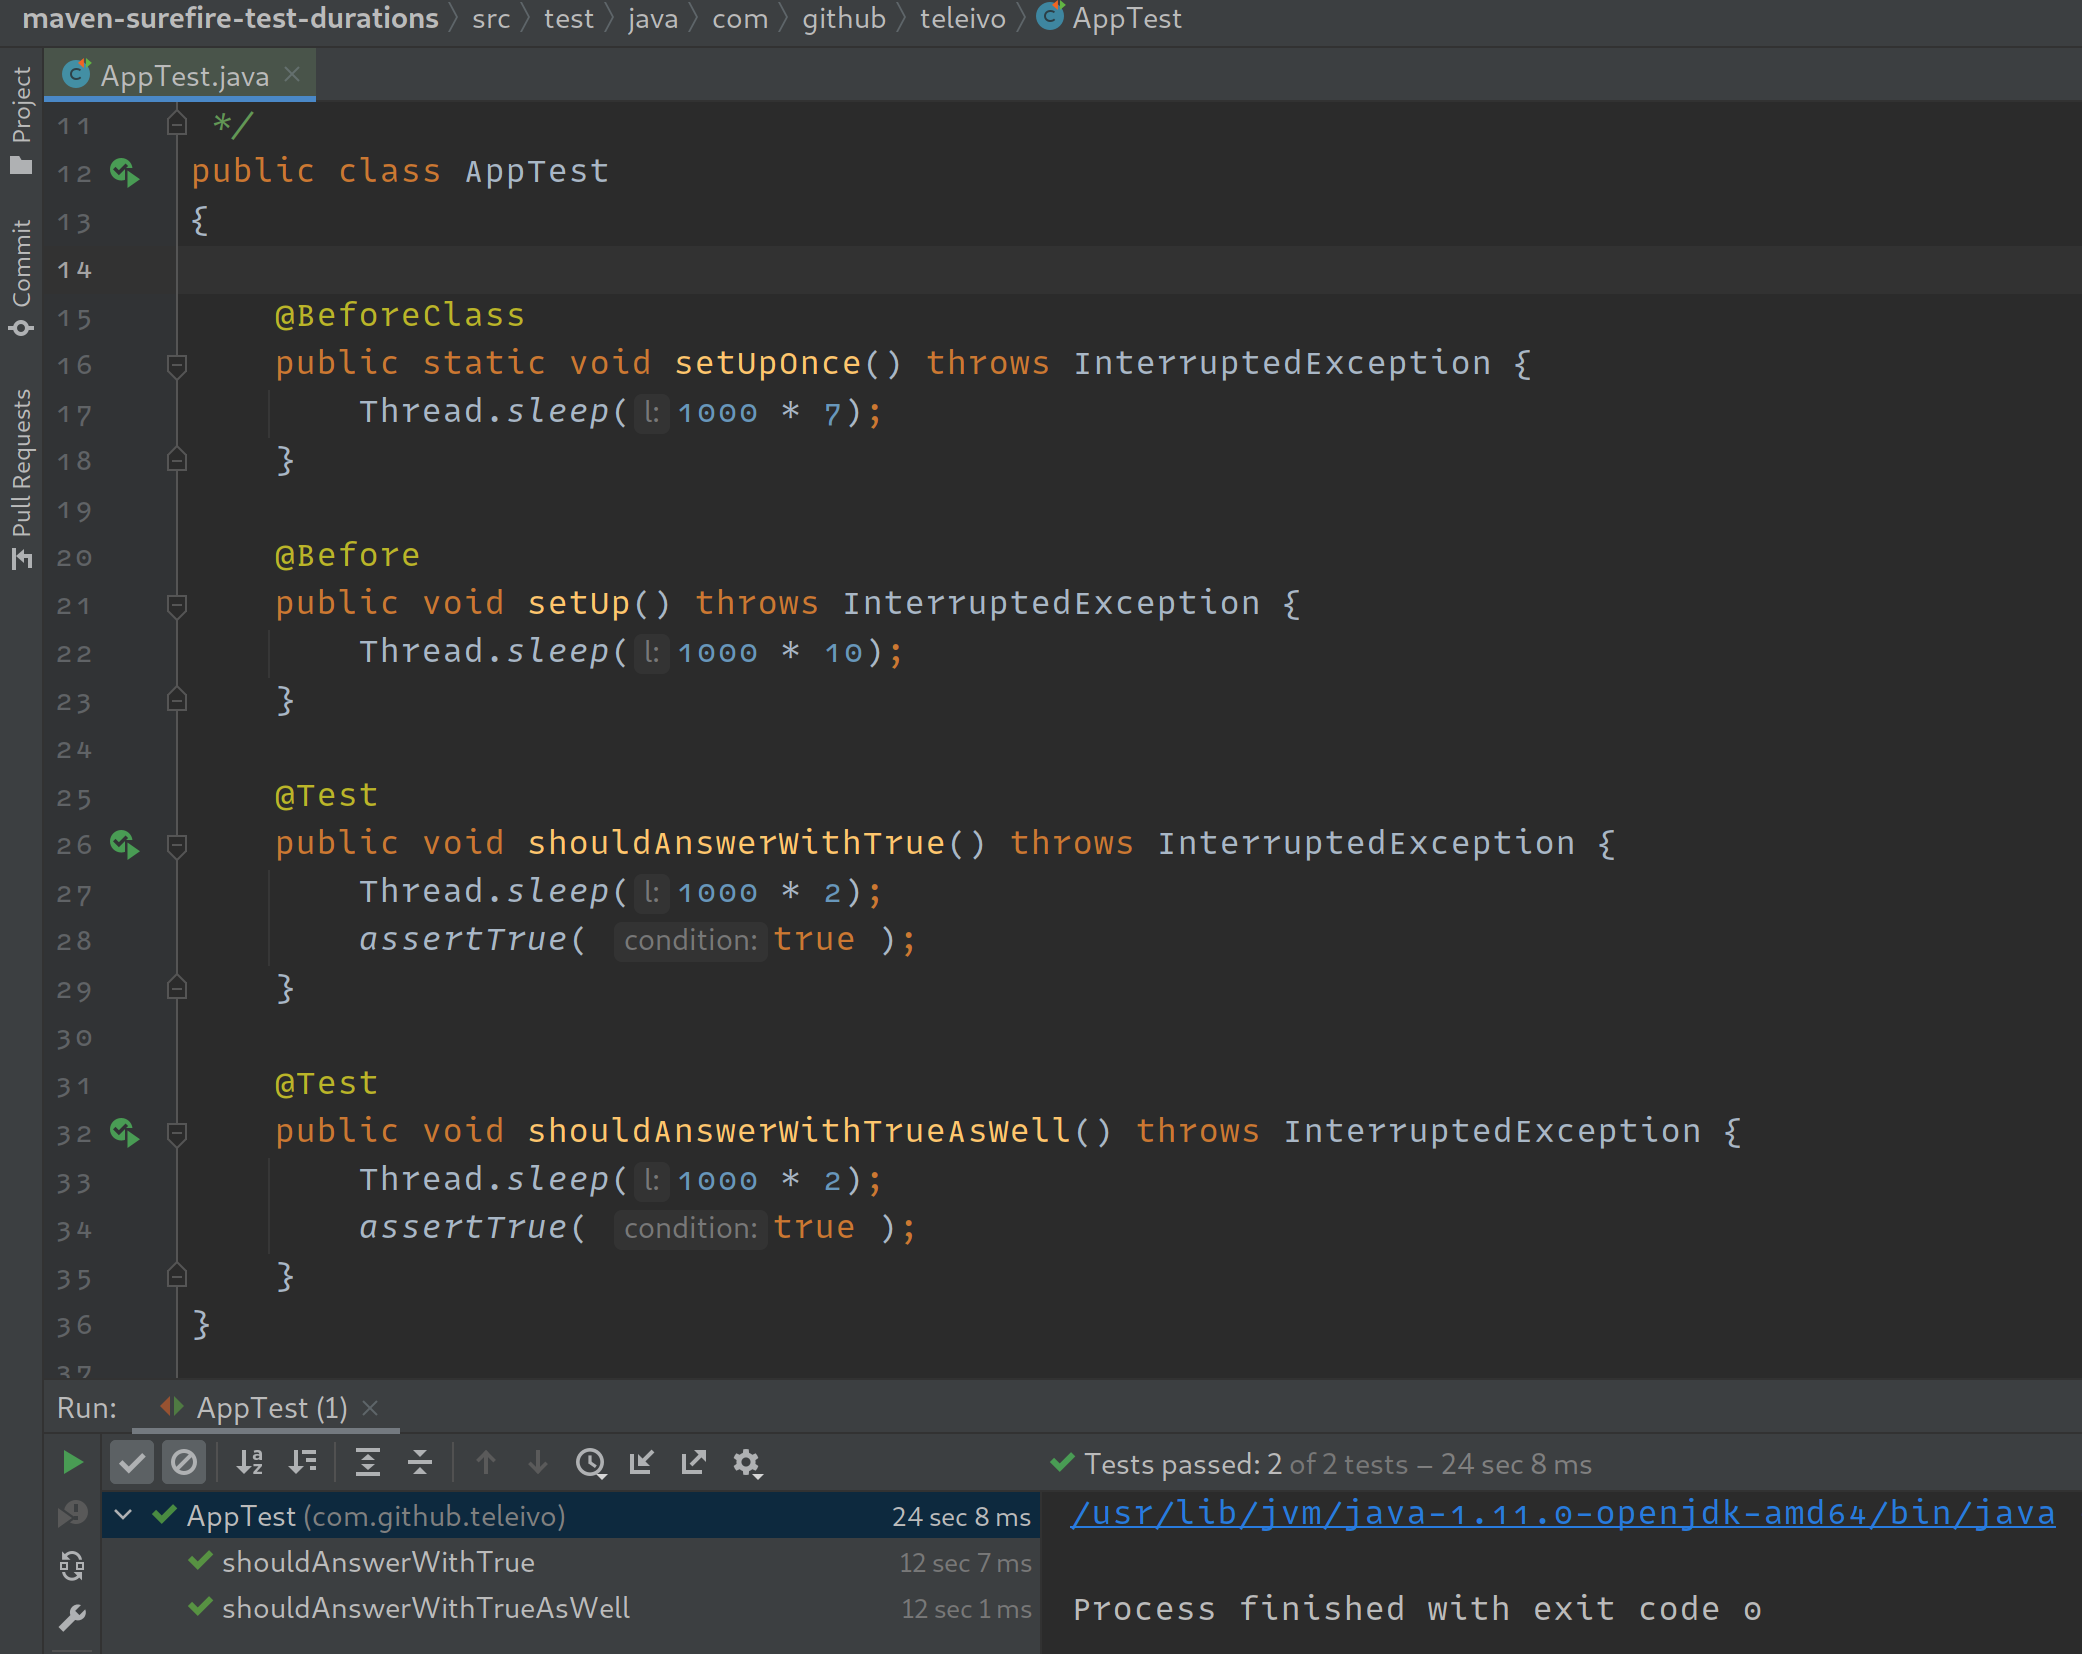 maven-surefire-test-durations 〉 src 〉 test 〉 java 〉 com 〉 github 〉 teleivo 〉 AppTest
Project
Commit
Pull Requests
AppTest.java
11 */
12 public class AppTest
13 {
14
15 @BeforeClass
16 public static void setUpOnce() throws InterruptedException {
17 Thread.sleep( l: 1000 * 7);
18 }
19
20 @Before
21 public void setUp() throws InterruptedException {
22 Thread.sleep( l: 1000 * 10);
23 }
24
25 @Test
26 public void shouldAnswerWithTrue() throws InterruptedException {
27 Thread.sleep( l: 1000 * 2);
28 assertTrue( condition: true );
29 }
30
31 @Test
32 public void shouldAnswerWithTrueAsWell() throws InterruptedException {
33 Thread.sleep( l: 1000 * 2);
34 assertTrue( condition: true );
35 }
36 }
37
Run: AppTest (1)
Tests passed: 2 of 2 tests – 24 sec 8 ms
AppTest (com.github.teleivo) 24 sec 8 ms
shouldAnswerWithTrue 12 sec 7 ms
shouldAnswerWithTrueAsWell 12 sec 1 ms
/usr/lib/jvm/java-1.11.0-openjdk-amd64/bin/java
Process finished with exit code 0